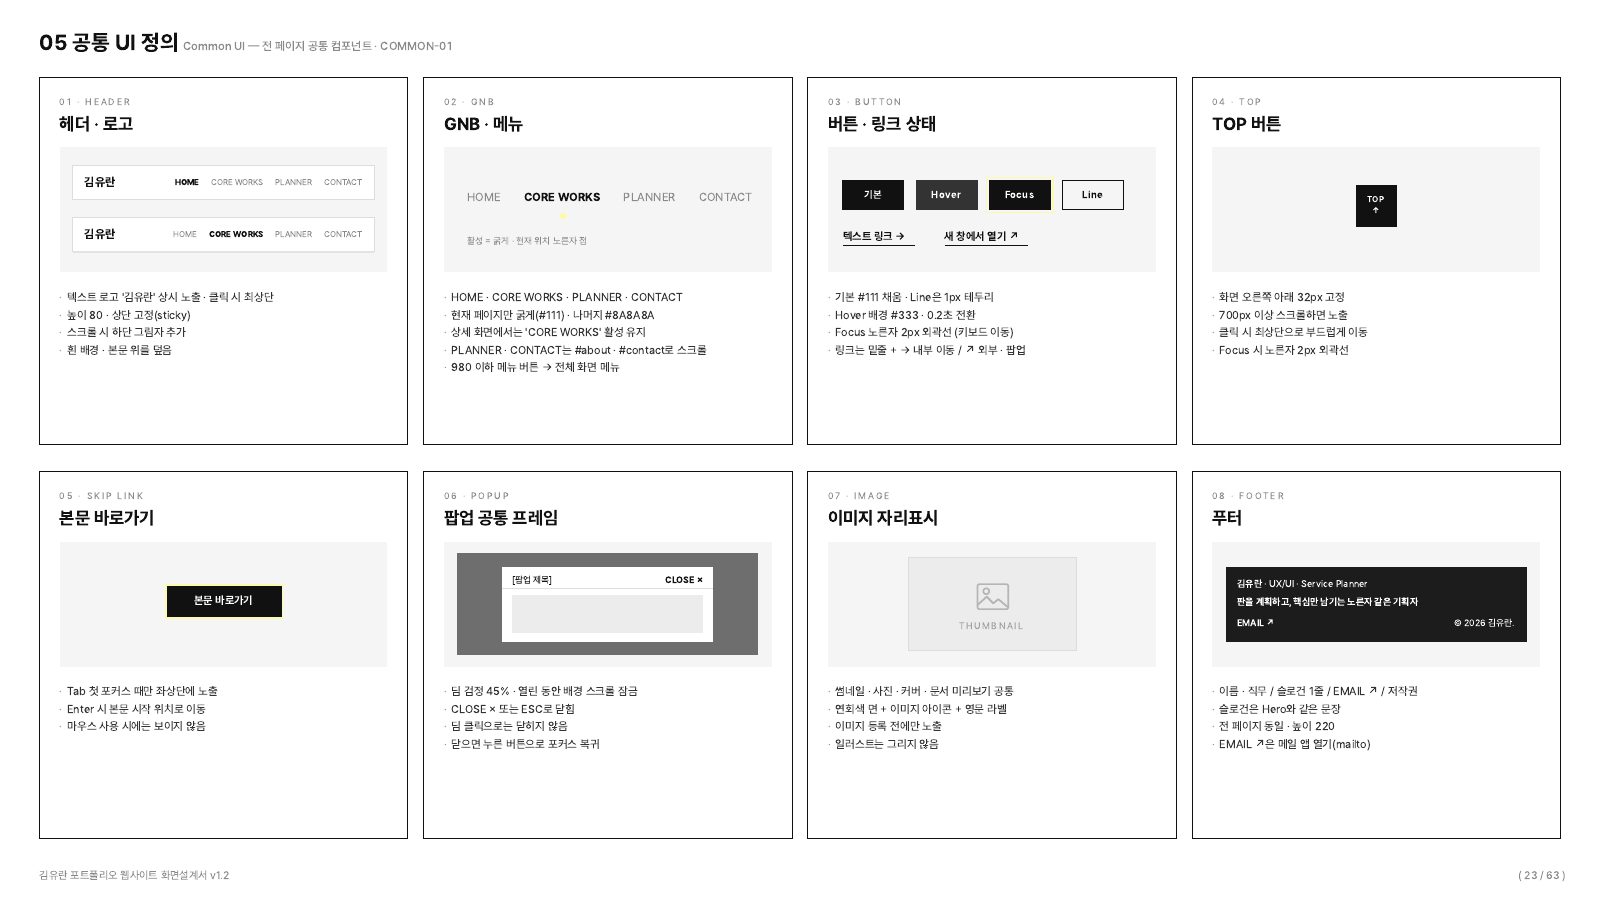 05 공통 UI 정의 Common UI — 전 페이지 공통 컴포넌트 · COMMON-01
01 · HEADER
헤더 · 로고
김유란 HOME CORE WORKS PLANNER CONTACT
김유란 HOME CORE WORKS PLANNER CONTACT
· 텍스트 로고 '김유란' 상시 노출 · 클릭 시 최상단
· 높이 80 · 상단 고정(sticky)
· 스크롤 시 하단 그림자 추가
· 흰 배경 · 본문 위를 덮음
02 · GNB
GNB · 메뉴
HOME CORE WORKS PLANNER CONTACT
활성 = 굵게 · 현재 위치 노른자 점
· HOME · CORE WORKS · PLANNER · CONTACT
· 현재 페이지만 굵게(#111) · 나머지 #8A8A8A
· 상세 화면에서는 'CORE WORKS' 활성 유지
· PLANNER · CONTACT는 #about · #contact로 스크롤
· 980 이하 메뉴 버튼 → 전체 화면 메뉴
03 · BUTTON
버튼 · 링크 상태
기본 Hover Focus Line
텍스트 링크 → 새 창에서 열기 ↗
· 기본 #111 채움 · Line은 1px 테두리
· Hover 배경 #333 · 0.2초 전환
· Focus 노른자 2px 외곽선 (키보드 이동)
· 링크는 밑줄 + → 내부 이동 / ↗ 외부 · 팝업
04 · TOP
TOP 버튼
TOP
↑
· 화면 오른쪽 아래 32px 고정
· 700px 이상 스크롤하면 노출
· 클릭 시 최상단으로 부드럽게 이동
· Focus 시 노른자 2px 외곽선
05 · SKIP LINK
본문 바로가기
본문 바로가기
· Tab 첫 포커스 때만 좌상단에 노출
· Enter 시 본문 시작 위치로 이동
· 마우스 사용 시에는 보이지 않음
06 · POPUP
팝업 공통 프레임
[팝업 제목] CLOSE ×
· 딤 검정 45% · 열린 동안 배경 스크롤 잠금
· CLOSE × 또는 ESC로 닫힘
· 딤 클릭으로는 닫히지 않음
· 닫으면 누른 버튼으로 포커스 복귀
07 · IMAGE
이미지 자리표시
THUMBNAIL
· 썸네일 · 사진 · 커버 · 문서 미리보기 공통
· 연회색 면 + 이미지 아이콘 + 영문 라벨
· 이미지 등록 전에만 노출
· 일러스트는 그리지 않음
08 · FOOTER
푸터
김유란 · UX/UI · Service Planner
판을 계획하고, 핵심만 남기는 노른자 같은 기획자
EMAIL ↗ © 2026 김유란.
· 이름 · 직무 / 슬로건 1줄 / EMAIL ↗ / 저작권
· 슬로건은 Hero와 같은 문장
· 전 페이지 동일 · 높이 220
· EMAIL ↗은 메일 앱 열기(mailto)
김유란 포트폴리오 웹사이트 화면설계서 v1.2
( 23 / 63 )